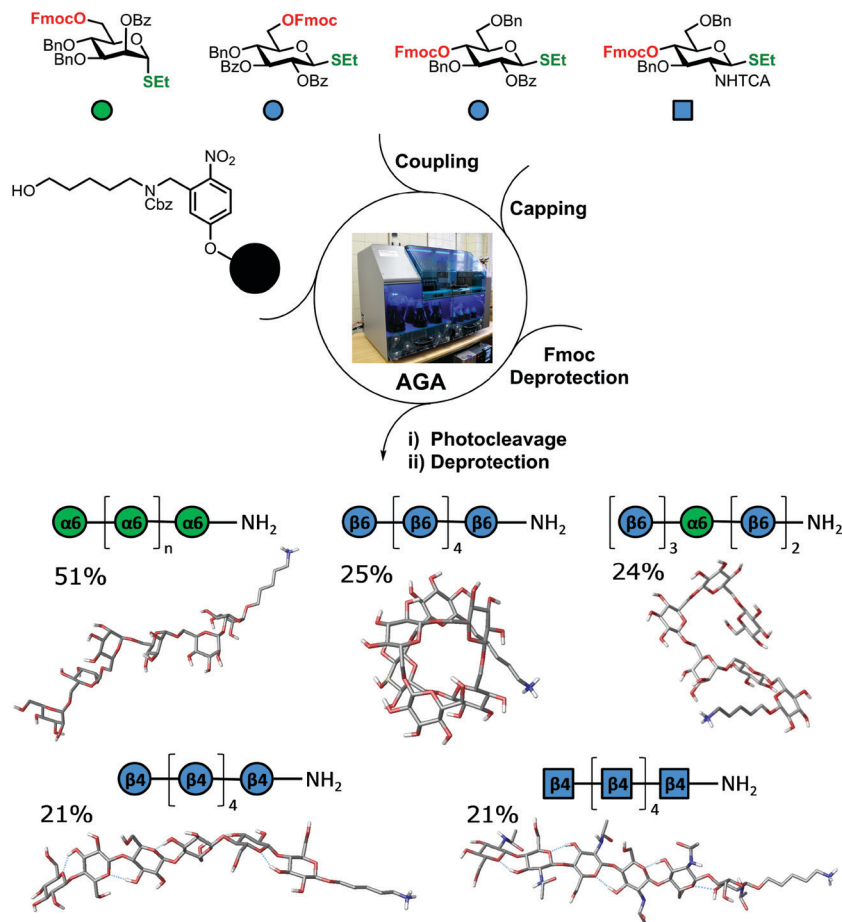 FmocO OBz
BnO
BnO
SEt
OFmoc
BnO
BzO
SEt
OBz
OBn
FmocO
BnO
SEt
OBz
OBn
FmocO
BnO
SEt
NHTCA
HO
N
Cbz
NO₂
O
Coupling
Capping
Fmoc
Deprotection
AGA
i) Photocleavage
ii) Deprotection
α6 [ α6 ]n α6 NH₂
51%
β6 [ β6 ]4 β6 NH₂
25%
[ β6 ]3 α6 [ β6 ]2 NH₂
24%
β4 [ β4 ]4 β4 NH₂
21%
β4 [ β4 ]4 β4 NH₂
21%